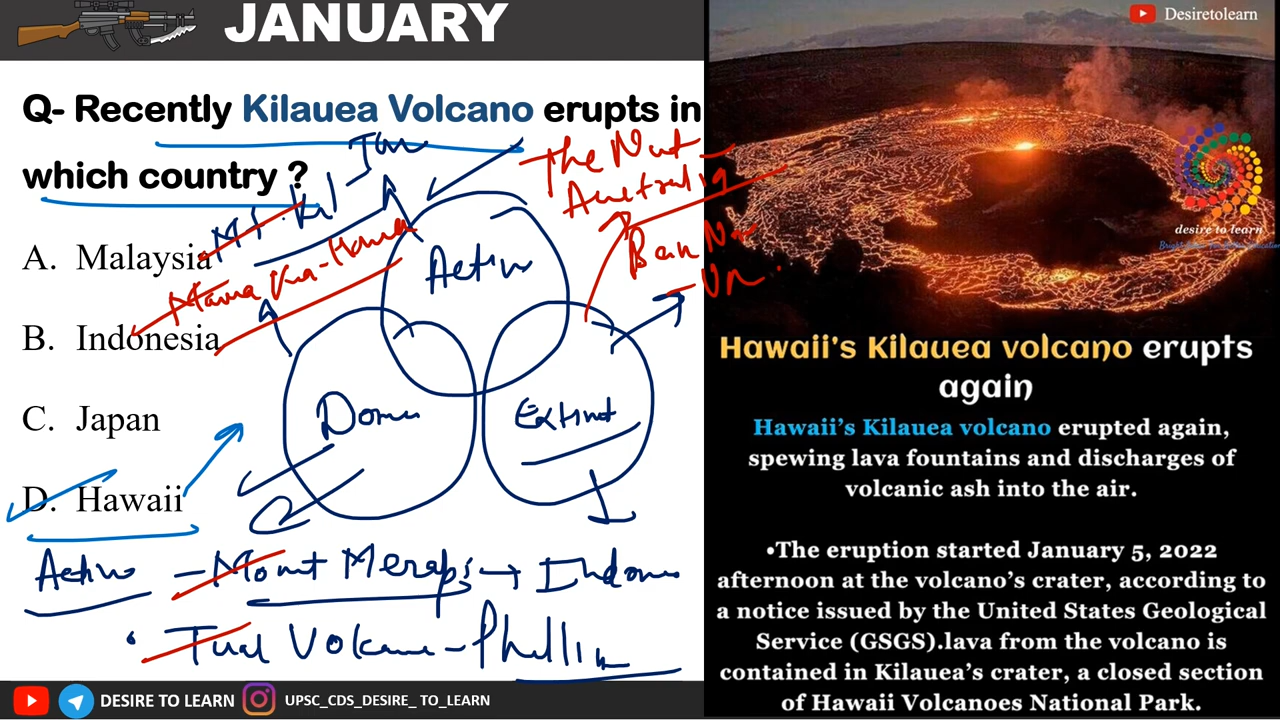 JANUARY
Q- Recently Kilauea Volcano erupts in
which country ?
A. Malaysia
B. Indonesia
C. Japan
D. Hawaii
Active
Extinct
The Nut
Active - Mount Merapi → Indones
Volcano -
DESIRE TO LEARN
UPSC_CDS_DESIRE_ TO_LEARN
Desiretolearn
desire to learn
Hawaii's Kilauea volcano erupts
again
Hawaii's Kilauea volcano erupted again,
spewing lava fountains and discharges of
volcanic ash into the air.
•The eruption started January 5, 2022
afternoon at the volcano's crater, according to
a notice issued by the United States Geological
Service (GSGS).lava from the volcano is
contained in Kilauea's crater, a closed section
of Hawaii Volcanoes National Park.